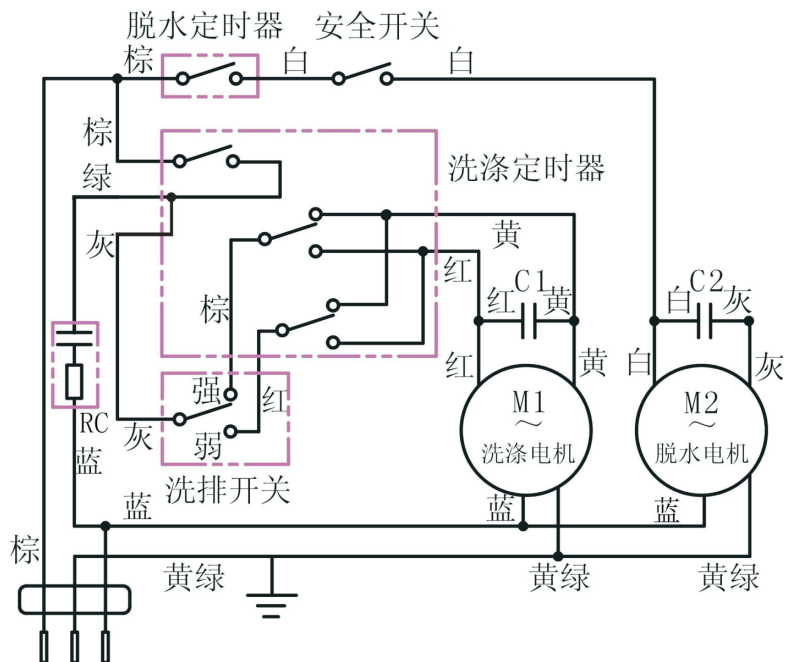 脱水定时器
安全开关
棕
白
白
棕
绿
洗涤定时器
灰
黄
红
棕
C1
C2
红
黄
白
灰
红
黄
白
灰
强
红
弱
RC
灰
蓝
洗排开关
M1
~
洗涤电机
M2
~
脱水电机
蓝
蓝
蓝
棕
黄绿
黄绿
黄绿